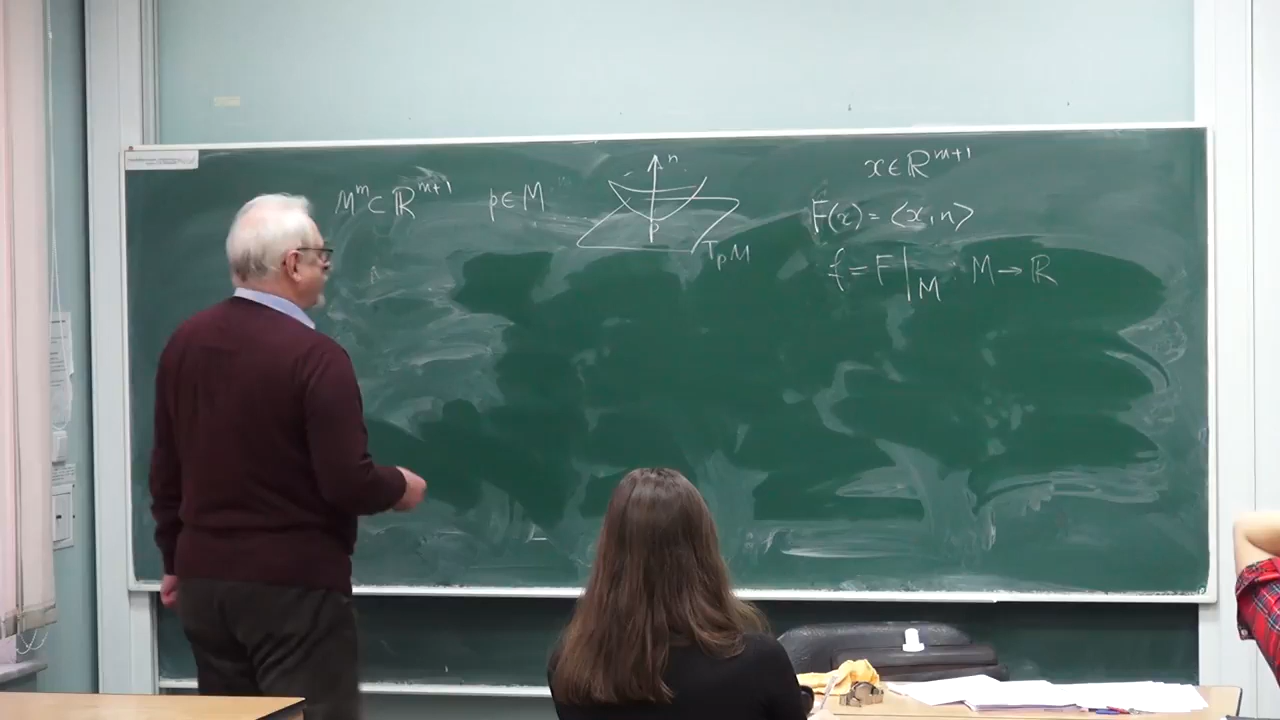 M^m ⊂ ℝ^{m+1}
p ∈ M
n
p
T_pM
x ∈ ℝ^{m+1}
F(x) = ⟨x, n⟩
f = F|_M : M → ℝ